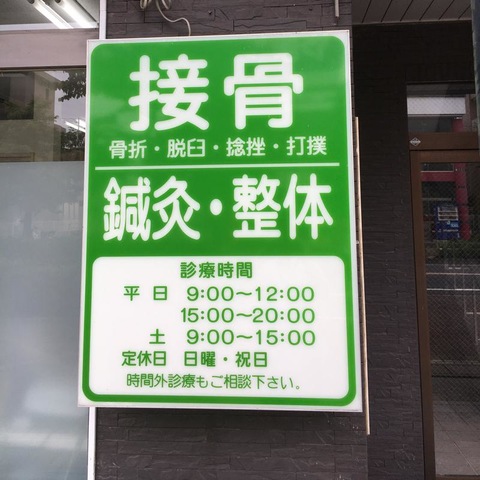 接骨
骨折・脱臼・捻挫・打撲
鍼灸・整体
診療時間
平日 9:00～12:00
15:00～20:00
土 9:00～15:00
定休日 日曜・祝日
時間外診療もご相談下さい。